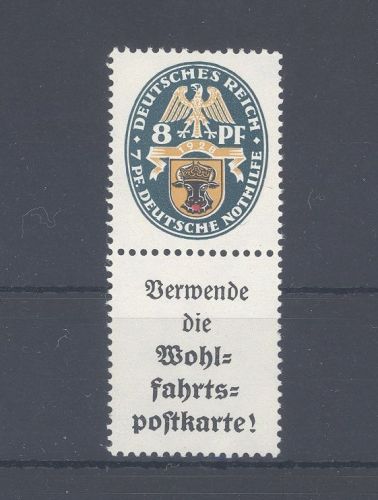 DEUTSCHES REICH
8 PF
1928
7 PF. DEUTSCHE NOTHILFE
Verwende
die
Wohl=
fahrts=
postkarte!